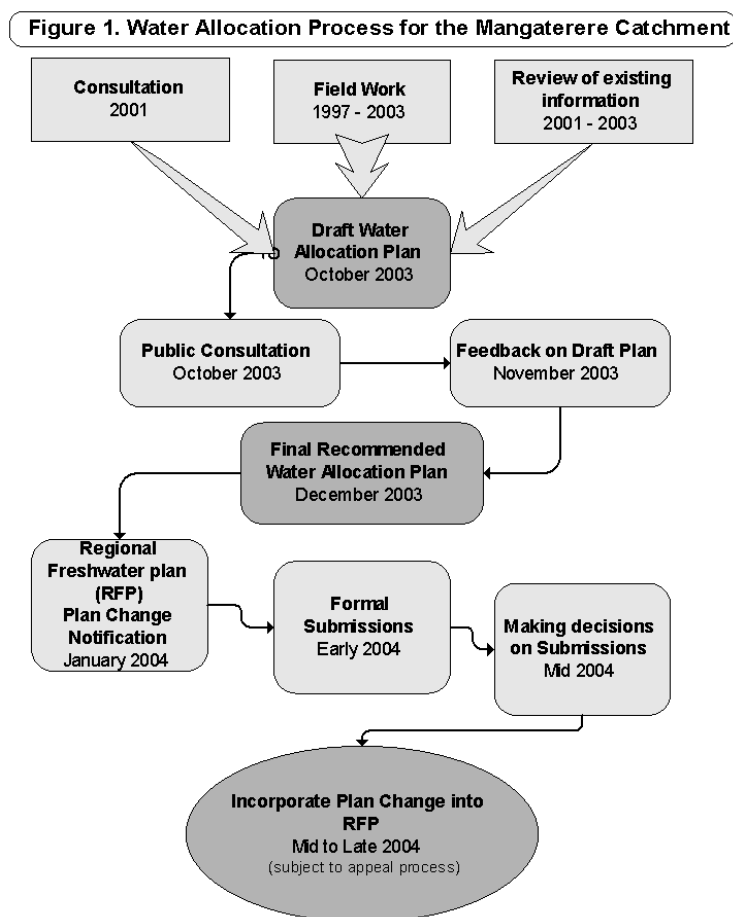 Figure 1. Water Allocation Process for the Mangaterere Catchment
Consultation
2001
Field Work
1997 - 2003
Review of existing
information
2001 - 2003
Draft Water
Allocation Plan
October 2003
Public Consultation
October 2003
Feedback on Draft Plan
November 2003
Final Recommended
Water Allocation Plan
December 2003
Regional
Freshwater plan
(RFP)
Plan Change
Notification
January 2004
Formal
Submissions
Early 2004
Making decisions
on Submissions
Mid 2004
Incorporate Plan Change into
RFP
Mid to Late 2004
(subject to appeal process)